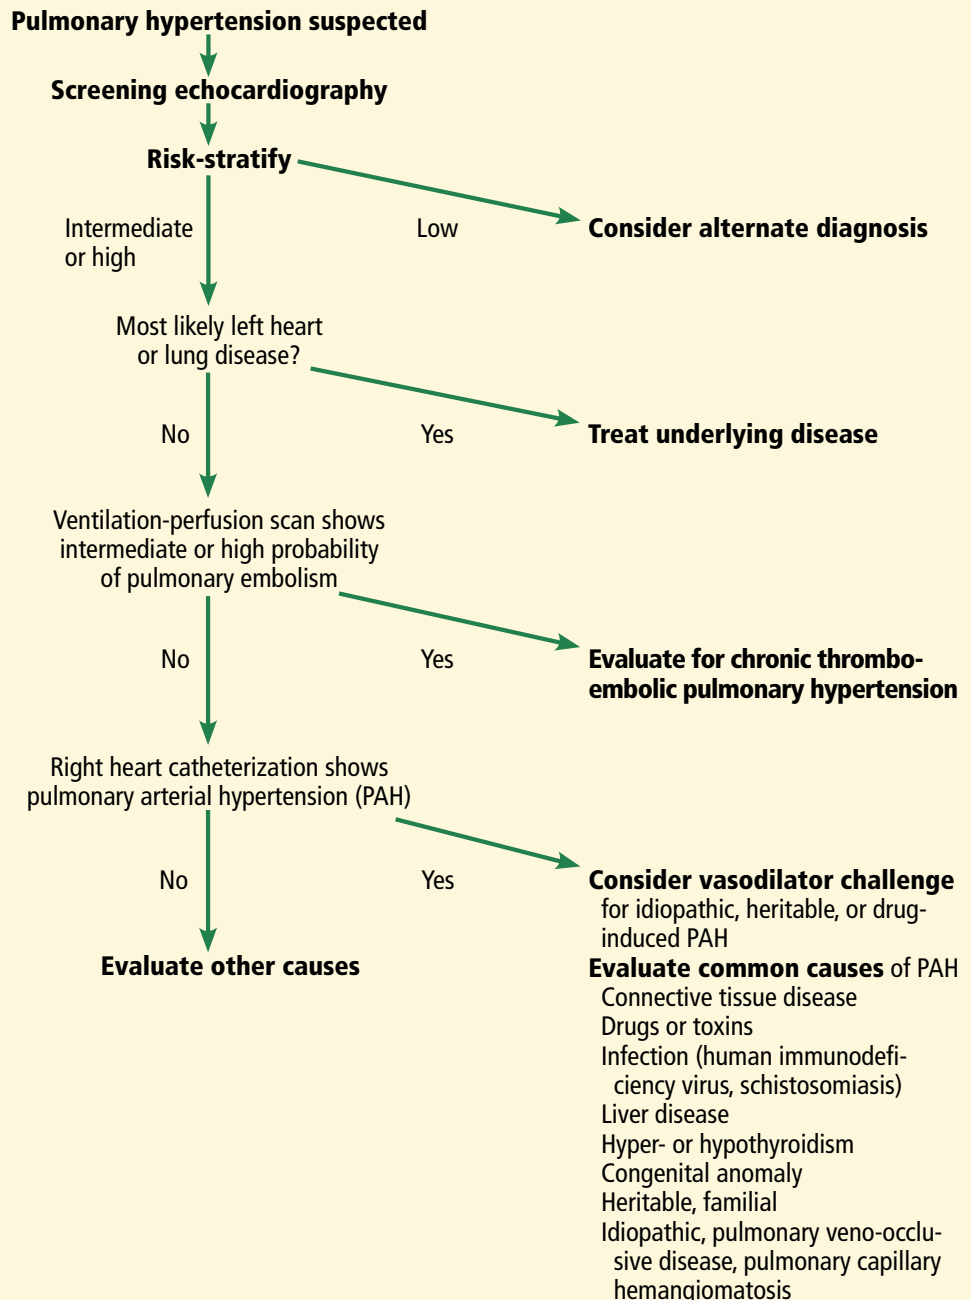 Pulmonary hypertension suspected
Screening echocardiography
Risk-stratify
Intermediate
or high
Low
Consider alternate diagnosis
Most likely left heart
or lung disease?
No
Yes
Treat underlying disease
Ventilation-perfusion scan shows
intermediate or high probability
of pulmonary embolism
No
Yes
Evaluate for chronic thrombo-
embolic pulmonary hypertension
Right heart catheterization shows
pulmonary arterial hypertension (PAH)
No
Yes
Evaluate other causes
Consider vasodilator challenge
for idiopathic, heritable, or drug-
induced PAH
Evaluate common causes of PAH
Connective tissue disease
Drugs or toxins
Infection (human immunodefi-
ciency virus, schistosomiasis)
Liver disease
Hyper- or hypothyroidism
Congenital anomaly
Heritable, familial
Idiopathic, pulmonary veno-occlu-
sive disease, pulmonary capillary
hemangiomatosis